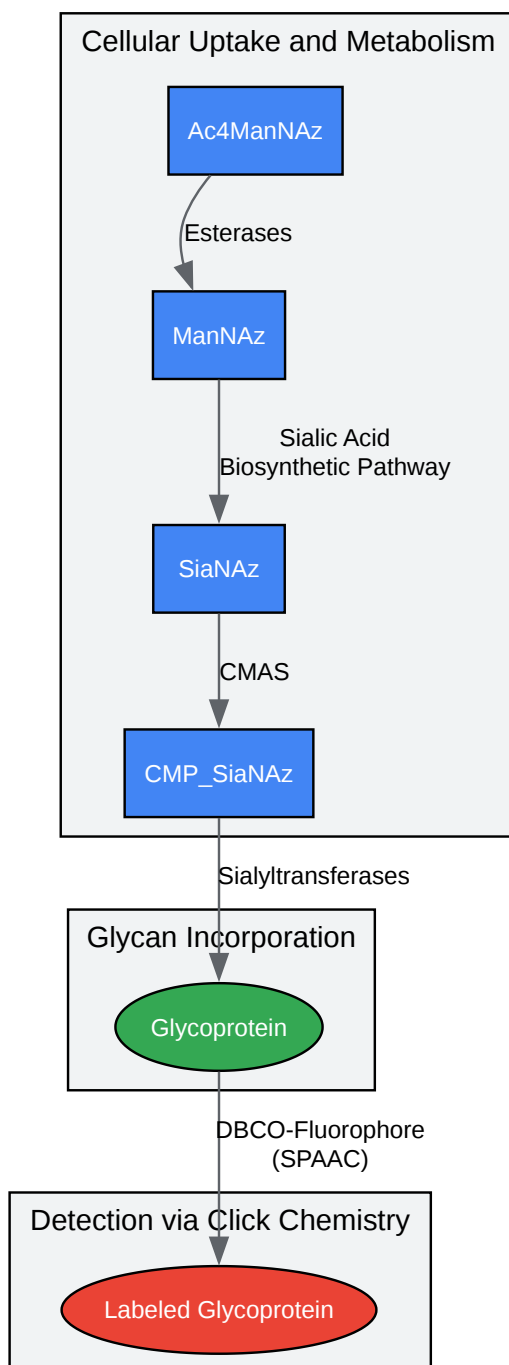 Cellular Uptake and Metabolism
Ac4ManNAz
Esterases
ManNAz
Sialic Acid
Biosynthetic Pathway
SiaNAz
CMAS
CMP_SiaNAz
Sialyltransferases
Glycan Incorporation
Glycoprotein
DBCO-Fluorophore
(SPAAC)
Detection via Click Chemistry
Labeled Glycoprotein